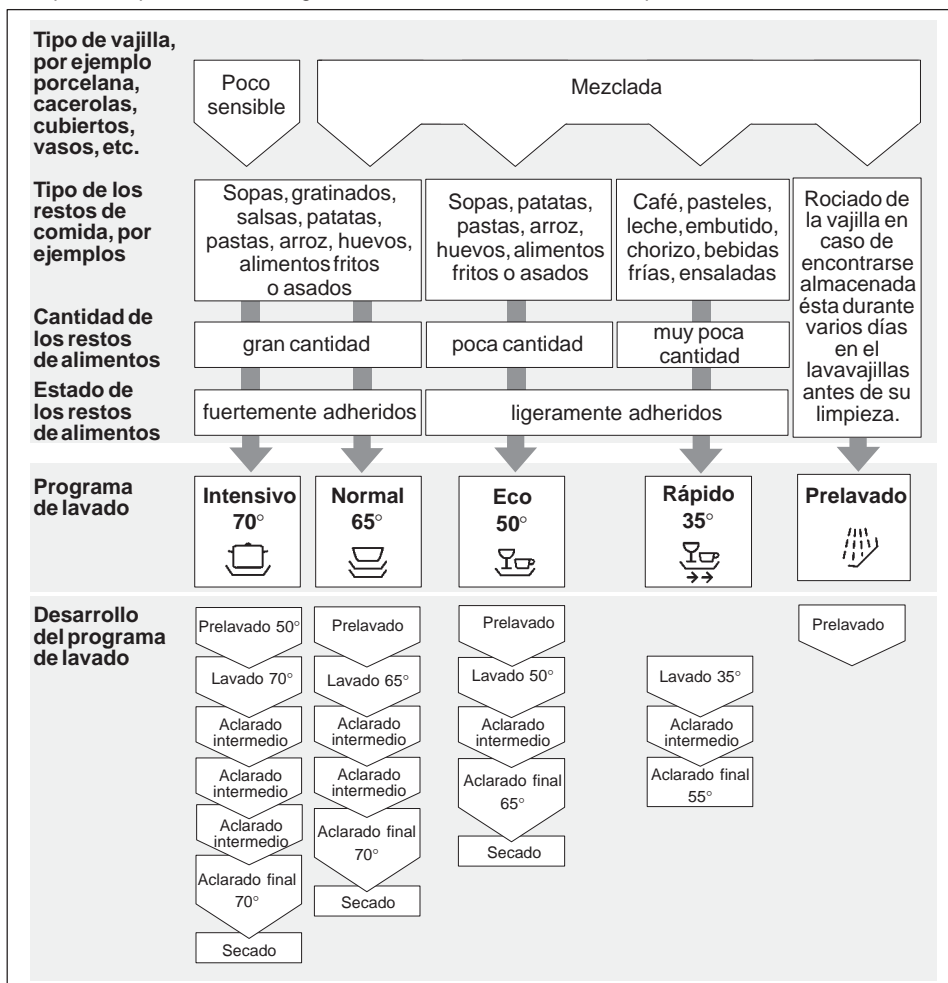 Tipo de vajilla,
por ejemplo
porcelana,
cacerolas,
cubiertos,
vasos, etc.
Poco
sensible
Mezclada
Tipo de los
restos de
comida, por
ejemplos
Sopas, gratinados,
salsas, patatas,
pastas, arroz, huevos,
alimentos fritos
o asados
Sopas, patatas,
pastas, arroz,
huevos, alimentos
fritos o asados
Café, pasteles,
leche, embutido,
chorizo, bebidas
frías, ensaladas
Rociado de
la vajilla en
caso de
encontrarse
almacenada
ésta durante
varios días
en el
lavavajillas
antes de su
limpieza.
Cantidad de
los restos
de alimentos
gran cantidad
poca cantidad
muy poca
cantidad
Estado de
los restos
de alimentos
fuertemente adheridos
ligeramente adheridos
Programa
de lavado
Intensivo
70°
Normal
65°
Eco
50°
Rápido
35°
Prelavado
Desarrollo
del programa
de lavado
Prelavado 50°
Lavado 70°
Aclarado
intermedio
Aclarado
intermedio
Aclarado
intermedio
Aclarado final
70°
Secado
Prelavado
Lavado 65°
Aclarado
intermedio
Aclarado
intermedio
Aclarado final
70°
Secado
Prelavado
Lavado 50°
Aclarado
intermedio
Aclarado final
65°
Secado
Lavado 35°
Aclarado
intermedio
Aclarado final
55°
Prelavado